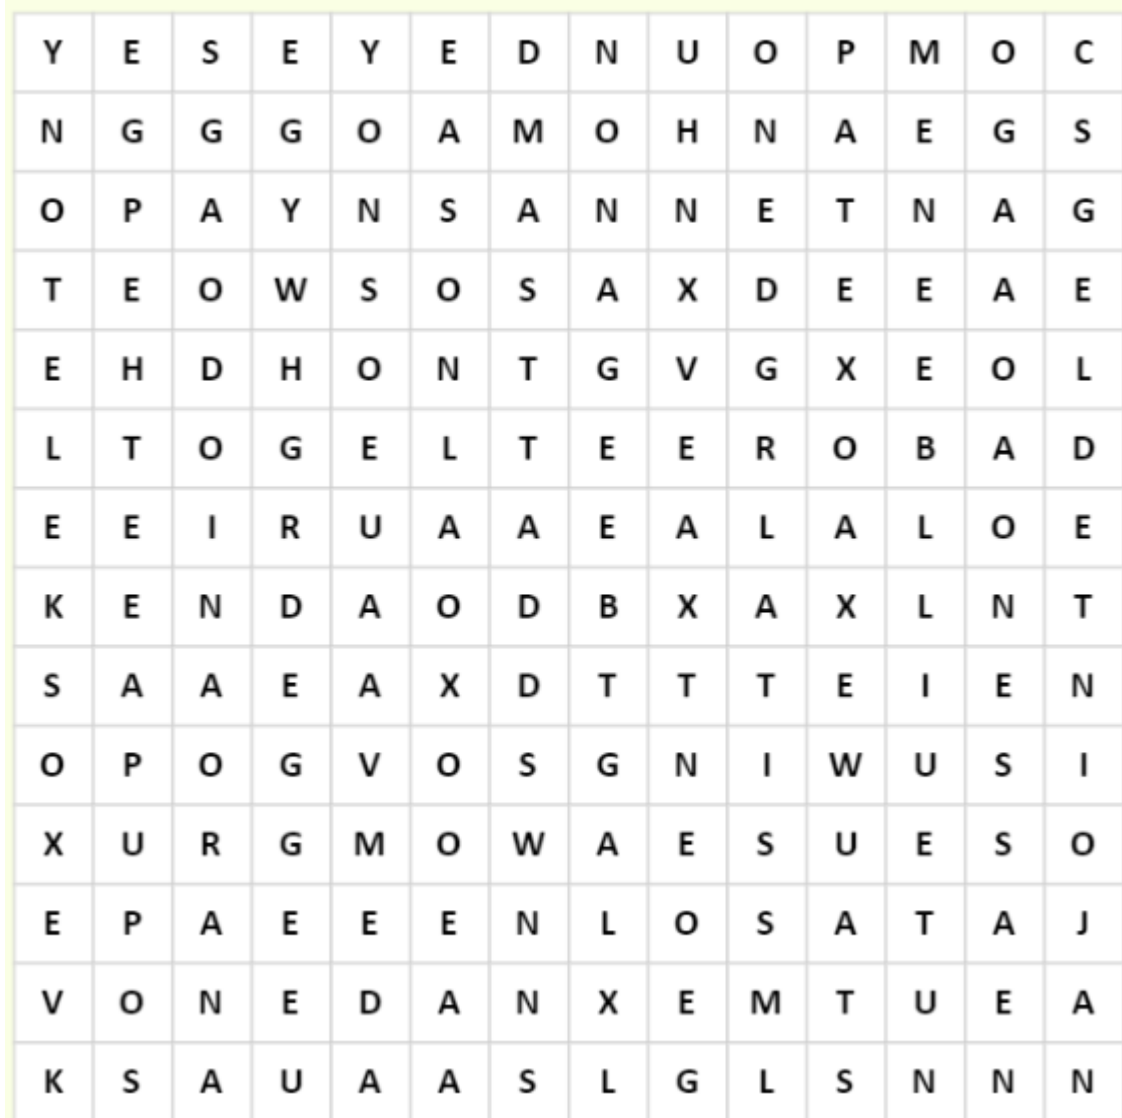 Y E S E Y E D N U O P M O C
N G G G O A M O H N A E G S
O P A Y N S A N N E T N A G
T E O W S O S A X D E E A E
E H D H O N T G V G X E O L
L T O G E L T E E R O B A D
E E I R U A A E A L A L O E
K E N D A O D B X A X L N T
S A A E A X D T T T E I E N
O P O G V O S G N I W U S I
X U R G M O W A E S U E S O
E P A E E E N L O S A T A J
V O N E D A N X E M T U E A
K S A U A A S L G L S N N N